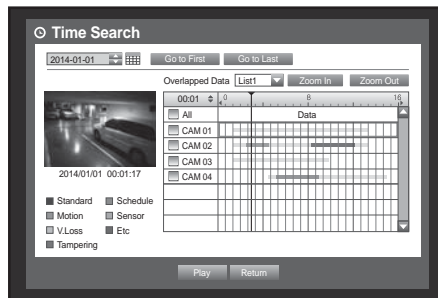 Time Search
2014-01-01 Go to First Go to Last
Overlapped Data List1 Zoom In Zoom Out
00:01 0 8 16
All Data
CAM 01
CAM 02
CAM 03
CAM 04
2014/01/01 00:01:17
Standard Schedule
Motion Sensor
V.Loss Etc
Tampering
Play Return